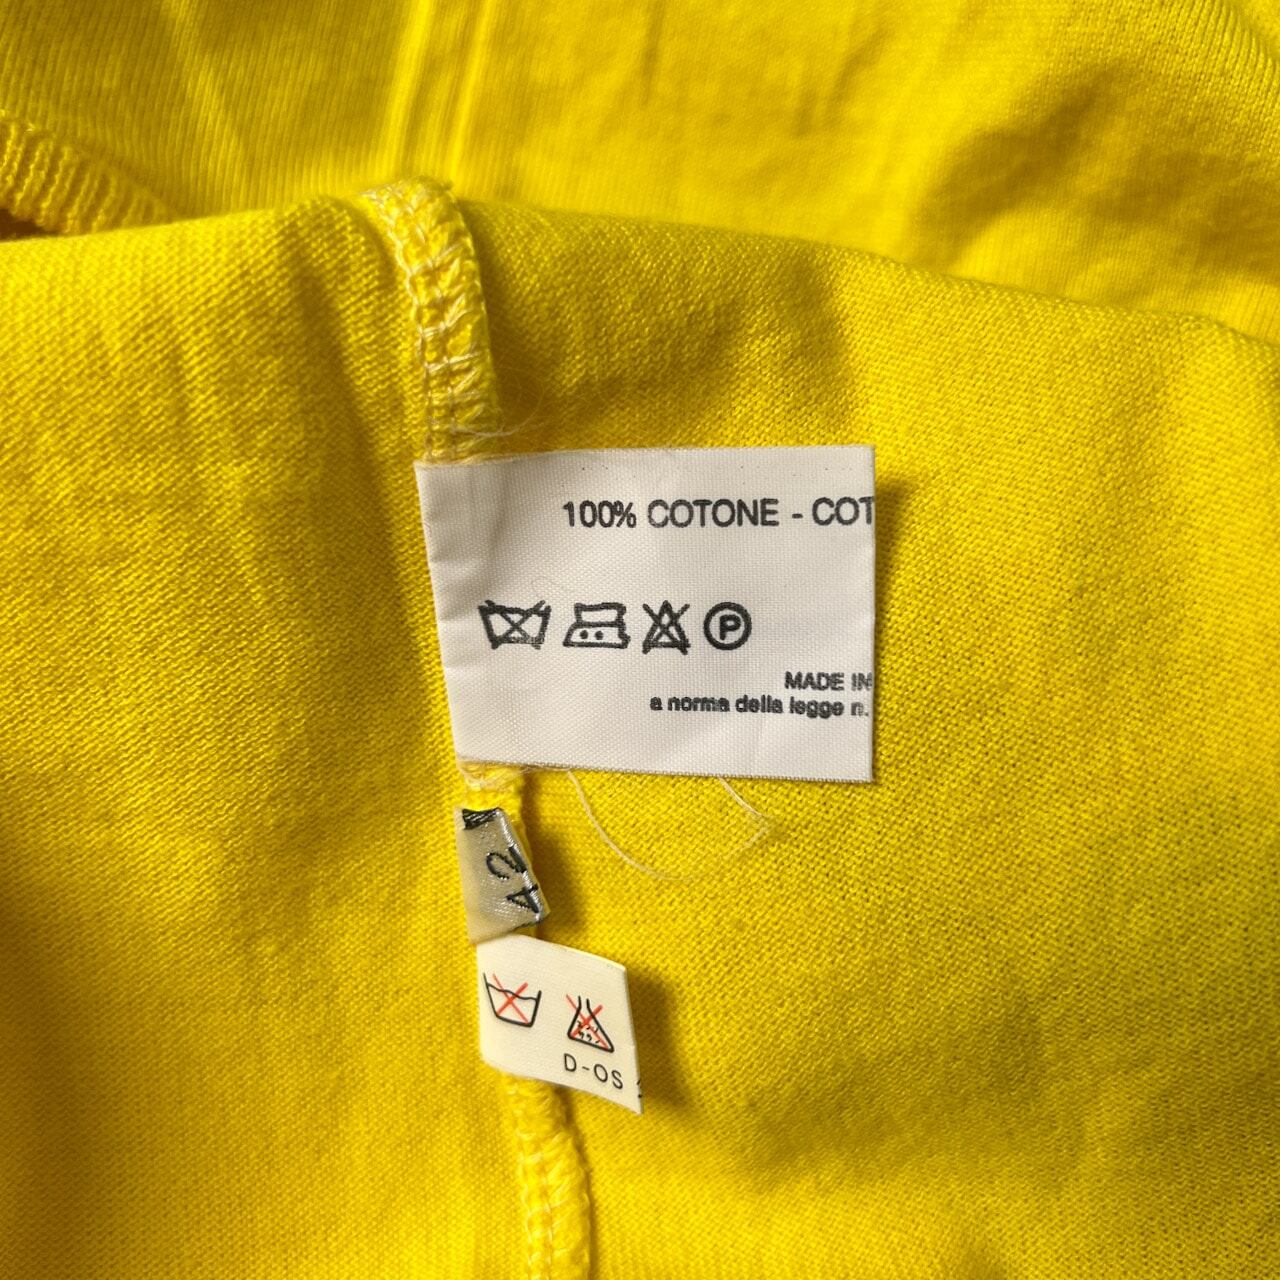 100% COTONE - COT
P
MADE IN
a norma della legge n.
42
D-OS